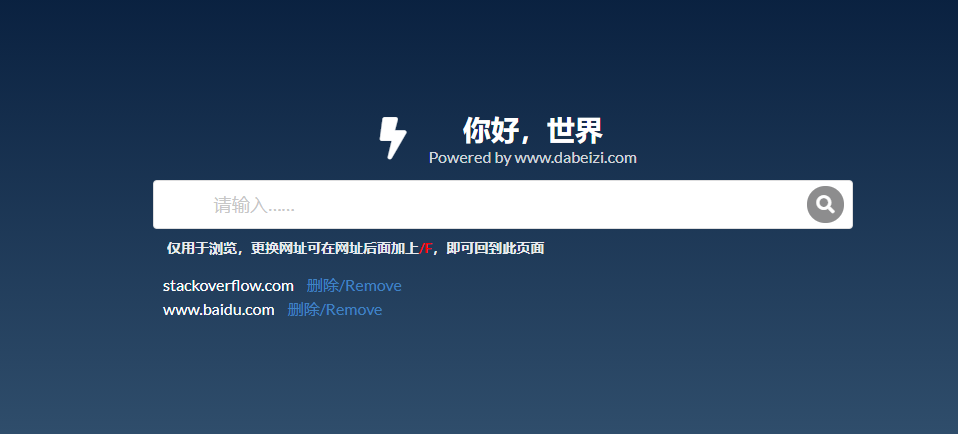 你好，世界
Powered by www.dabeizi.com
请输入……
仅用于浏览，更换网址可在网址后面加上/F，即可回到此页面
stackoverflow.com 删除/Remove
www.baidu.com 删除/Remove